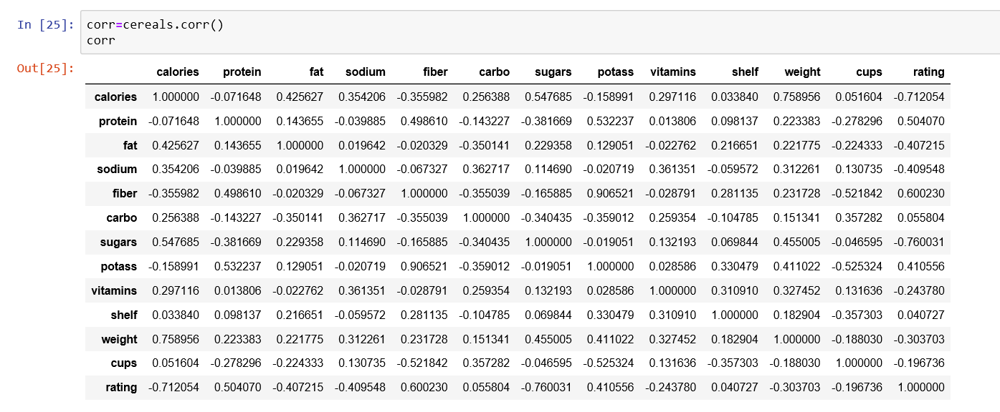 In [25]: corr=cereals.corr()
corr
Out[25]:
calories protein fat sodium fiber carbo sugars potass vitamins shelf weight cups rating
calories 1.000000 -0.071648 0.425627 0.354206 -0.355982 0.256388 0.547685 -0.158991 0.297116 0.033840 0.758956 0.051604 -0.712054
protein -0.071648 1.000000 0.143655 -0.039885 0.498610 -0.143227 -0.381669 0.532237 0.013806 0.098137 0.223383 -0.278296 0.504070
fat 0.425627 0.143655 1.000000 0.019642 -0.020329 -0.350141 0.229358 0.129051 -0.022762 0.216651 0.221775 -0.224333 -0.407215
sodium 0.354206 -0.039885 0.019642 1.000000 -0.067327 0.362717 0.114690 -0.020719 0.361351 -0.059572 0.312261 0.130735 -0.409548
fiber -0.355982 0.498610 -0.020329 -0.067327 1.000000 -0.355039 -0.165885 0.906521 -0.028791 0.281135 0.231728 -0.521842 0.600230
carbo 0.256388 -0.143227 -0.350141 0.362717 -0.355039 1.000000 -0.340435 -0.359012 0.259354 -0.104785 0.151341 0.357282 0.055804
sugars 0.547685 -0.381669 0.229358 0.114690 -0.165885 -0.340435 1.000000 -0.019051 0.132193 0.069844 0.455005 -0.046595 -0.760031
potass -0.158991 0.532237 0.129051 -0.020719 0.906521 -0.359012 -0.019051 1.000000 0.028586 0.330479 0.411022 -0.525324 0.410556
vitamins 0.297116 0.013806 -0.022762 0.361351 -0.028791 0.259354 0.132193 0.028586 1.000000 0.310910 0.327452 0.131636 -0.243780
shelf 0.033840 0.098137 0.216651 -0.059572 0.281135 -0.104785 0.069844 0.330479 0.310910 1.000000 0.182904 -0.357303 0.040727
weight 0.758956 0.223383 0.221775 0.312261 0.231728 0.151341 0.455005 0.411022 0.327452 0.182904 1.000000 -0.188030 -0.303703
cups 0.051604 -0.278296 -0.224333 0.130735 -0.521842 0.357282 -0.046595 -0.525324 0.131636 -0.357303 -0.188030 1.000000 -0.196736
rating -0.712054 0.504070 -0.407215 -0.409548 0.600230 0.055804 -0.760031 0.410556 -0.243780 0.040727 -0.303703 -0.196736 1.000000